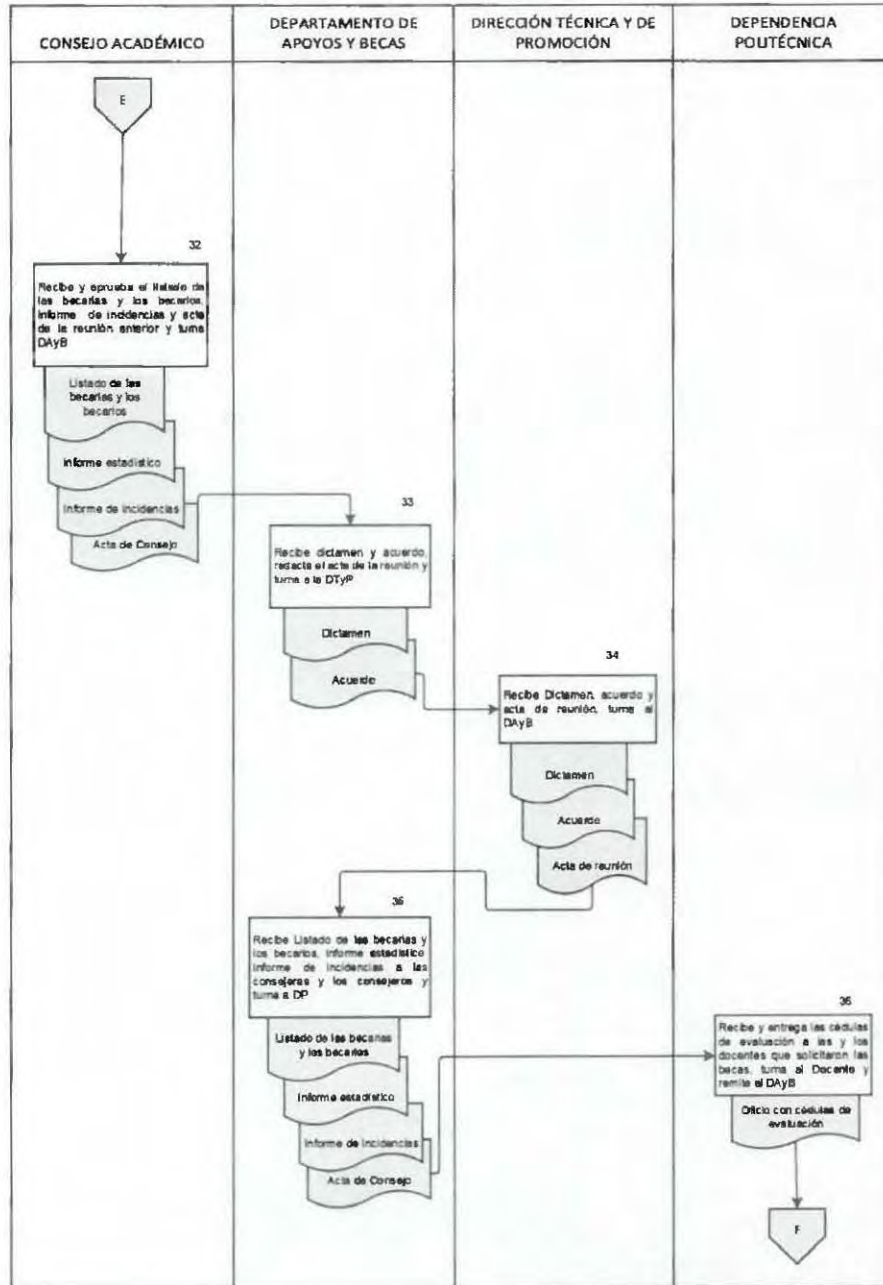 CONSEJO ACADÉMICO
DEPARTAMENTO DE
APOYOS Y BECAS
DIRECCIÓN TÉCNICA Y DE
PROMOCIÓN
DEPENDENCIA
POLITÉCNICA
E
32
Recibe y aprueba el listado de
las becarias y los becarios,
informe de incidencias y acta
de la reunión anterior y turna
DAyB
Listado de las
becarias y los
becarios
Informe estadístico
Informe de incidencias
Acta de Consejo
33
Recibe dictamen y acuerdo,
redacta el acta de la reunión y
turna a la DTyP
Dictamen
Acuerdo
34
Recibe Dictamen, acuerdo y
acta de reunión, turna al
DAyB
Dictamen
Acuerdo
Acta de reunión
35
Recibe Listado de las becarias y
los becarios, informe estadístico
informe de incidencias a las
consejeras y los consejeros y
turna a DP
Listado de las becarias
y los becarios
Informe estadístico
Informe de incidencias
Acta de Consejo
36
Recibe y entrega las cédulas
de evaluación a las y los
docentes que solicitaron las
becas, turna al Docente y
remite al DAyB
Oficio con cédulas de
evaluación
F